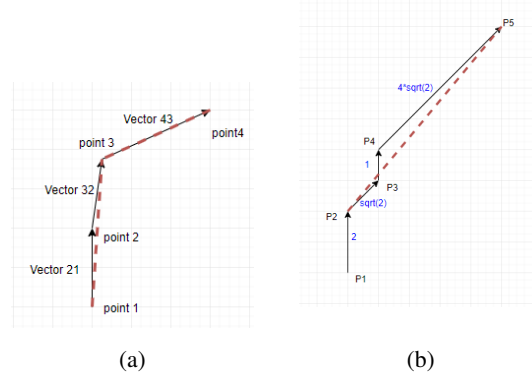 Vector 43
point 3
point4
Vector 32
point 2
Vector 21
point 1
(a)
P5
4*sqrt(2)
P4
1
P3
sqrt(2)
P2
2
P1
(b)